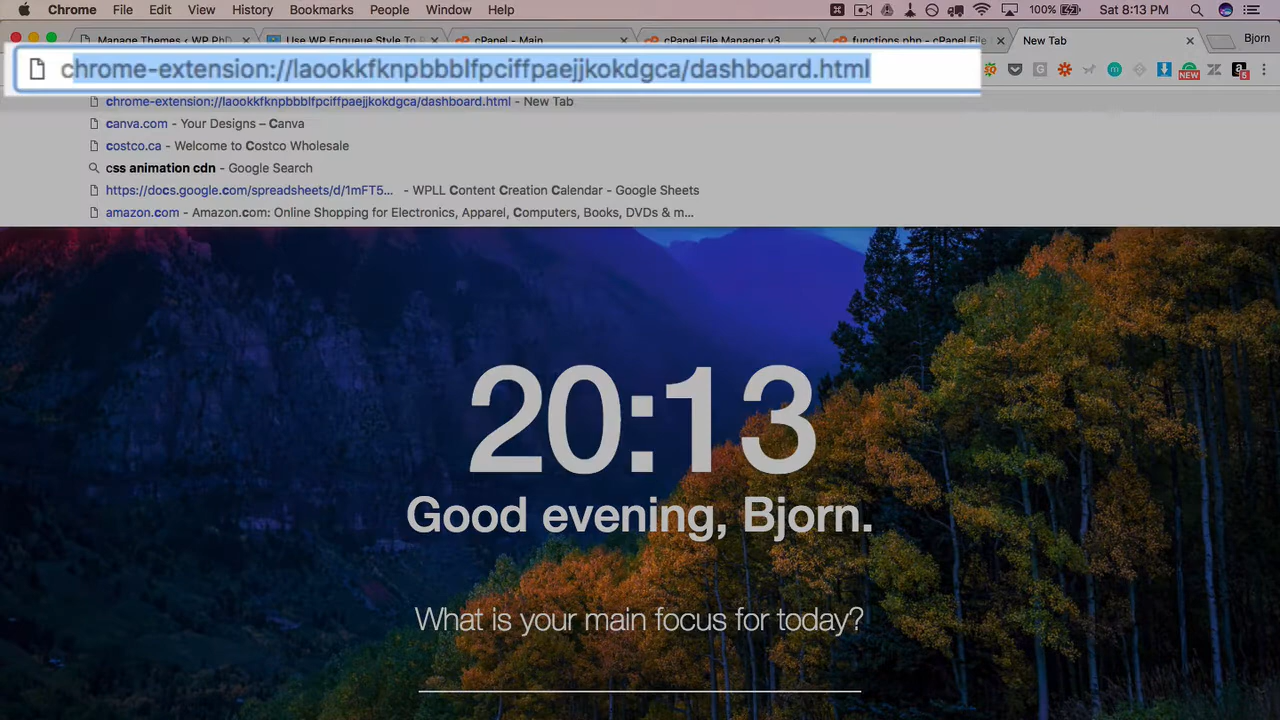 Chrome File Edit View History Bookmarks People Window Help 100% Sat 8:13 PM
Manage Themes ‹ WP PhD Use WP Enqueue Style To P cPanel - Main cPanel File Manager v3 functions.php - cPanel File New Tab Bjorn
chrome-extension://laookkfknpbbblfpciffpaejjkokdgca/dashboard.html
chrome-extension://laookkfknpbbblfpciffpaejjkokdgca/dashboard.html - New Tab
canva.com - Your Designs – Canva
costco.ca - Welcome to Costco Wholesale
css animation cdn - Google Search
https://docs.google.com/spreadsheets/d/1mFT5... - WPLL Content Creation Calendar - Google Sheets
amazon.com - Amazon.com: Online Shopping for Electronics, Apparel, Computers, Books, DVDs & m...
NEW
5
20:13
Good evening, Bjorn.
What is your main focus for today?